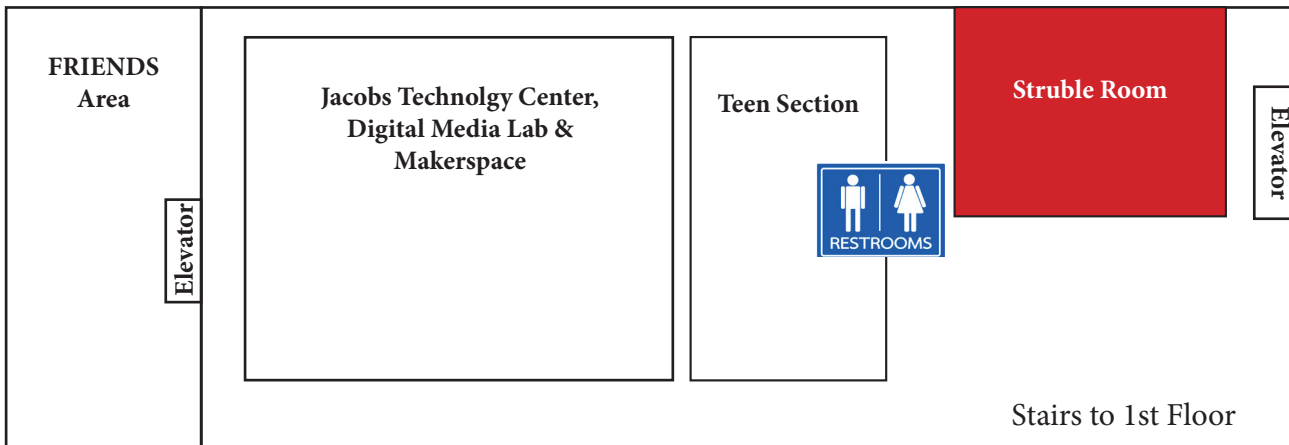 FRIENDS
Area
Elevator
Jacobs Technolgy Center,
Digital Media Lab &
Makerspace
Teen Section
RESTROOMS
Struble Room
Elevator
Stairs to 1st Floor